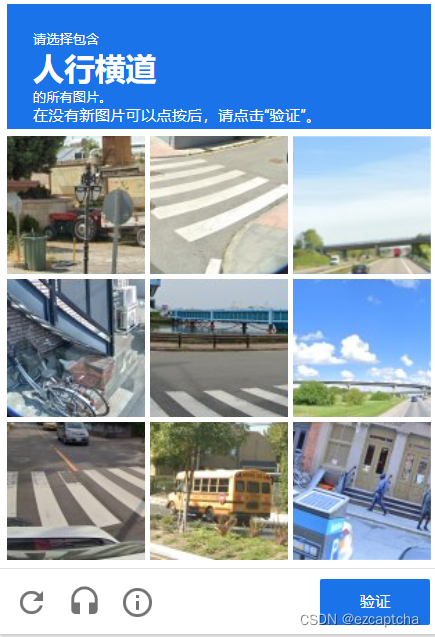 请选择包含
人行横道
的所有图片。
在没有新图片可以点按后，请点击“验证”。
验证
CSDN @ezcaptcha